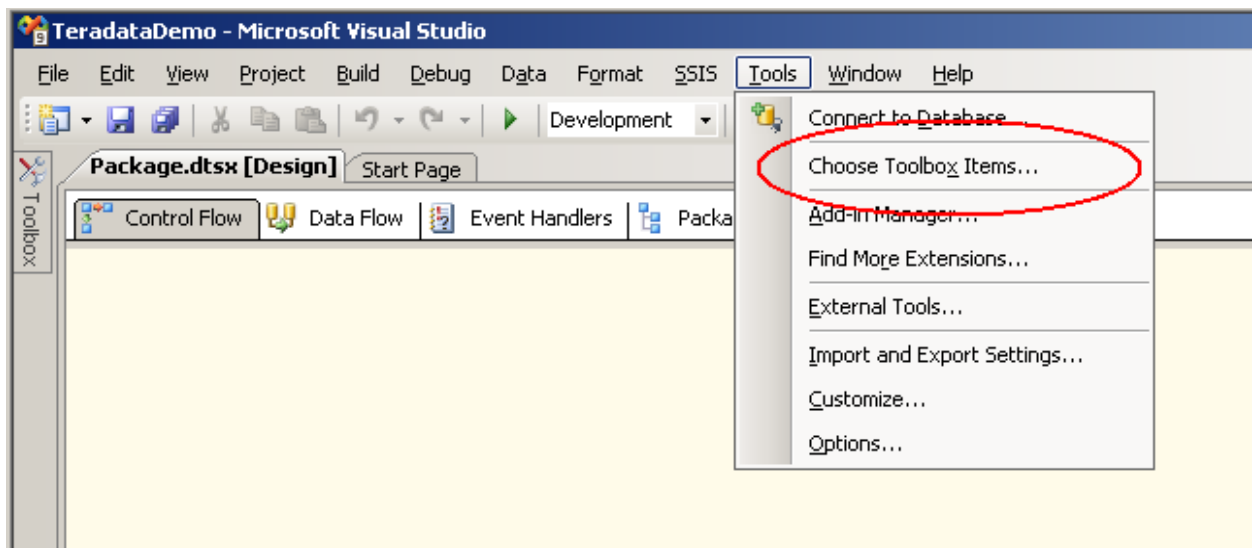 TeradataDemo - Microsoft Visual Studio
File Edit View Project Build Debug Data Format SSIS Tools Window Help
Development
Connect to Database...
Package.dtsx [Design] Start Page
Choose Toolbox Items...
Toolbox
Control Flow Data Flow Event Handlers Packa
Add-in Manager...
Find More Extensions...
External Tools...
Import and Export Settings...
Customize...
Options...